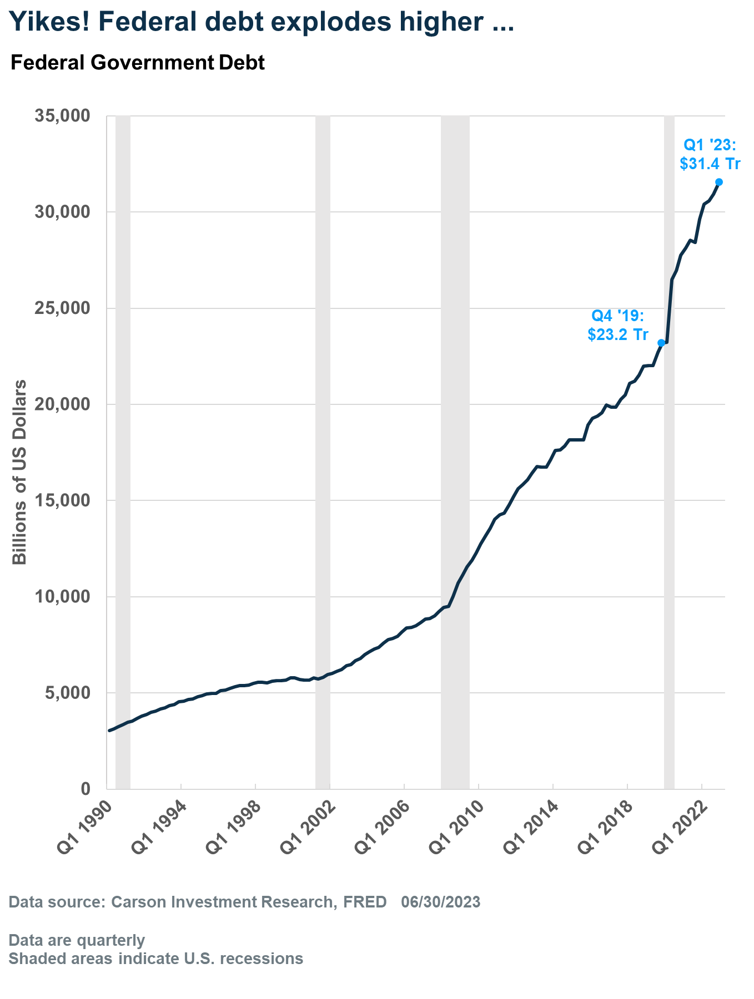 Yikes! Federal debt explodes higher ...
Federal Government Debt
35,000
30,000
25,000
20,000
15,000
10,000
5,000
0
Billions of US Dollars
Q1 '23:
$31.4 Tr
Q4 '19:
$23.2 Tr
Q1 1990
Q1 1994
Q1 1998
Q1 2002
Q1 2006
Q1 2010
Q1 2014
Q1 2018
Q1 2022
Data source: Carson Investment Research, FRED 06/30/2023
Data are quarterly
Shaded areas indicate U.S. recessions